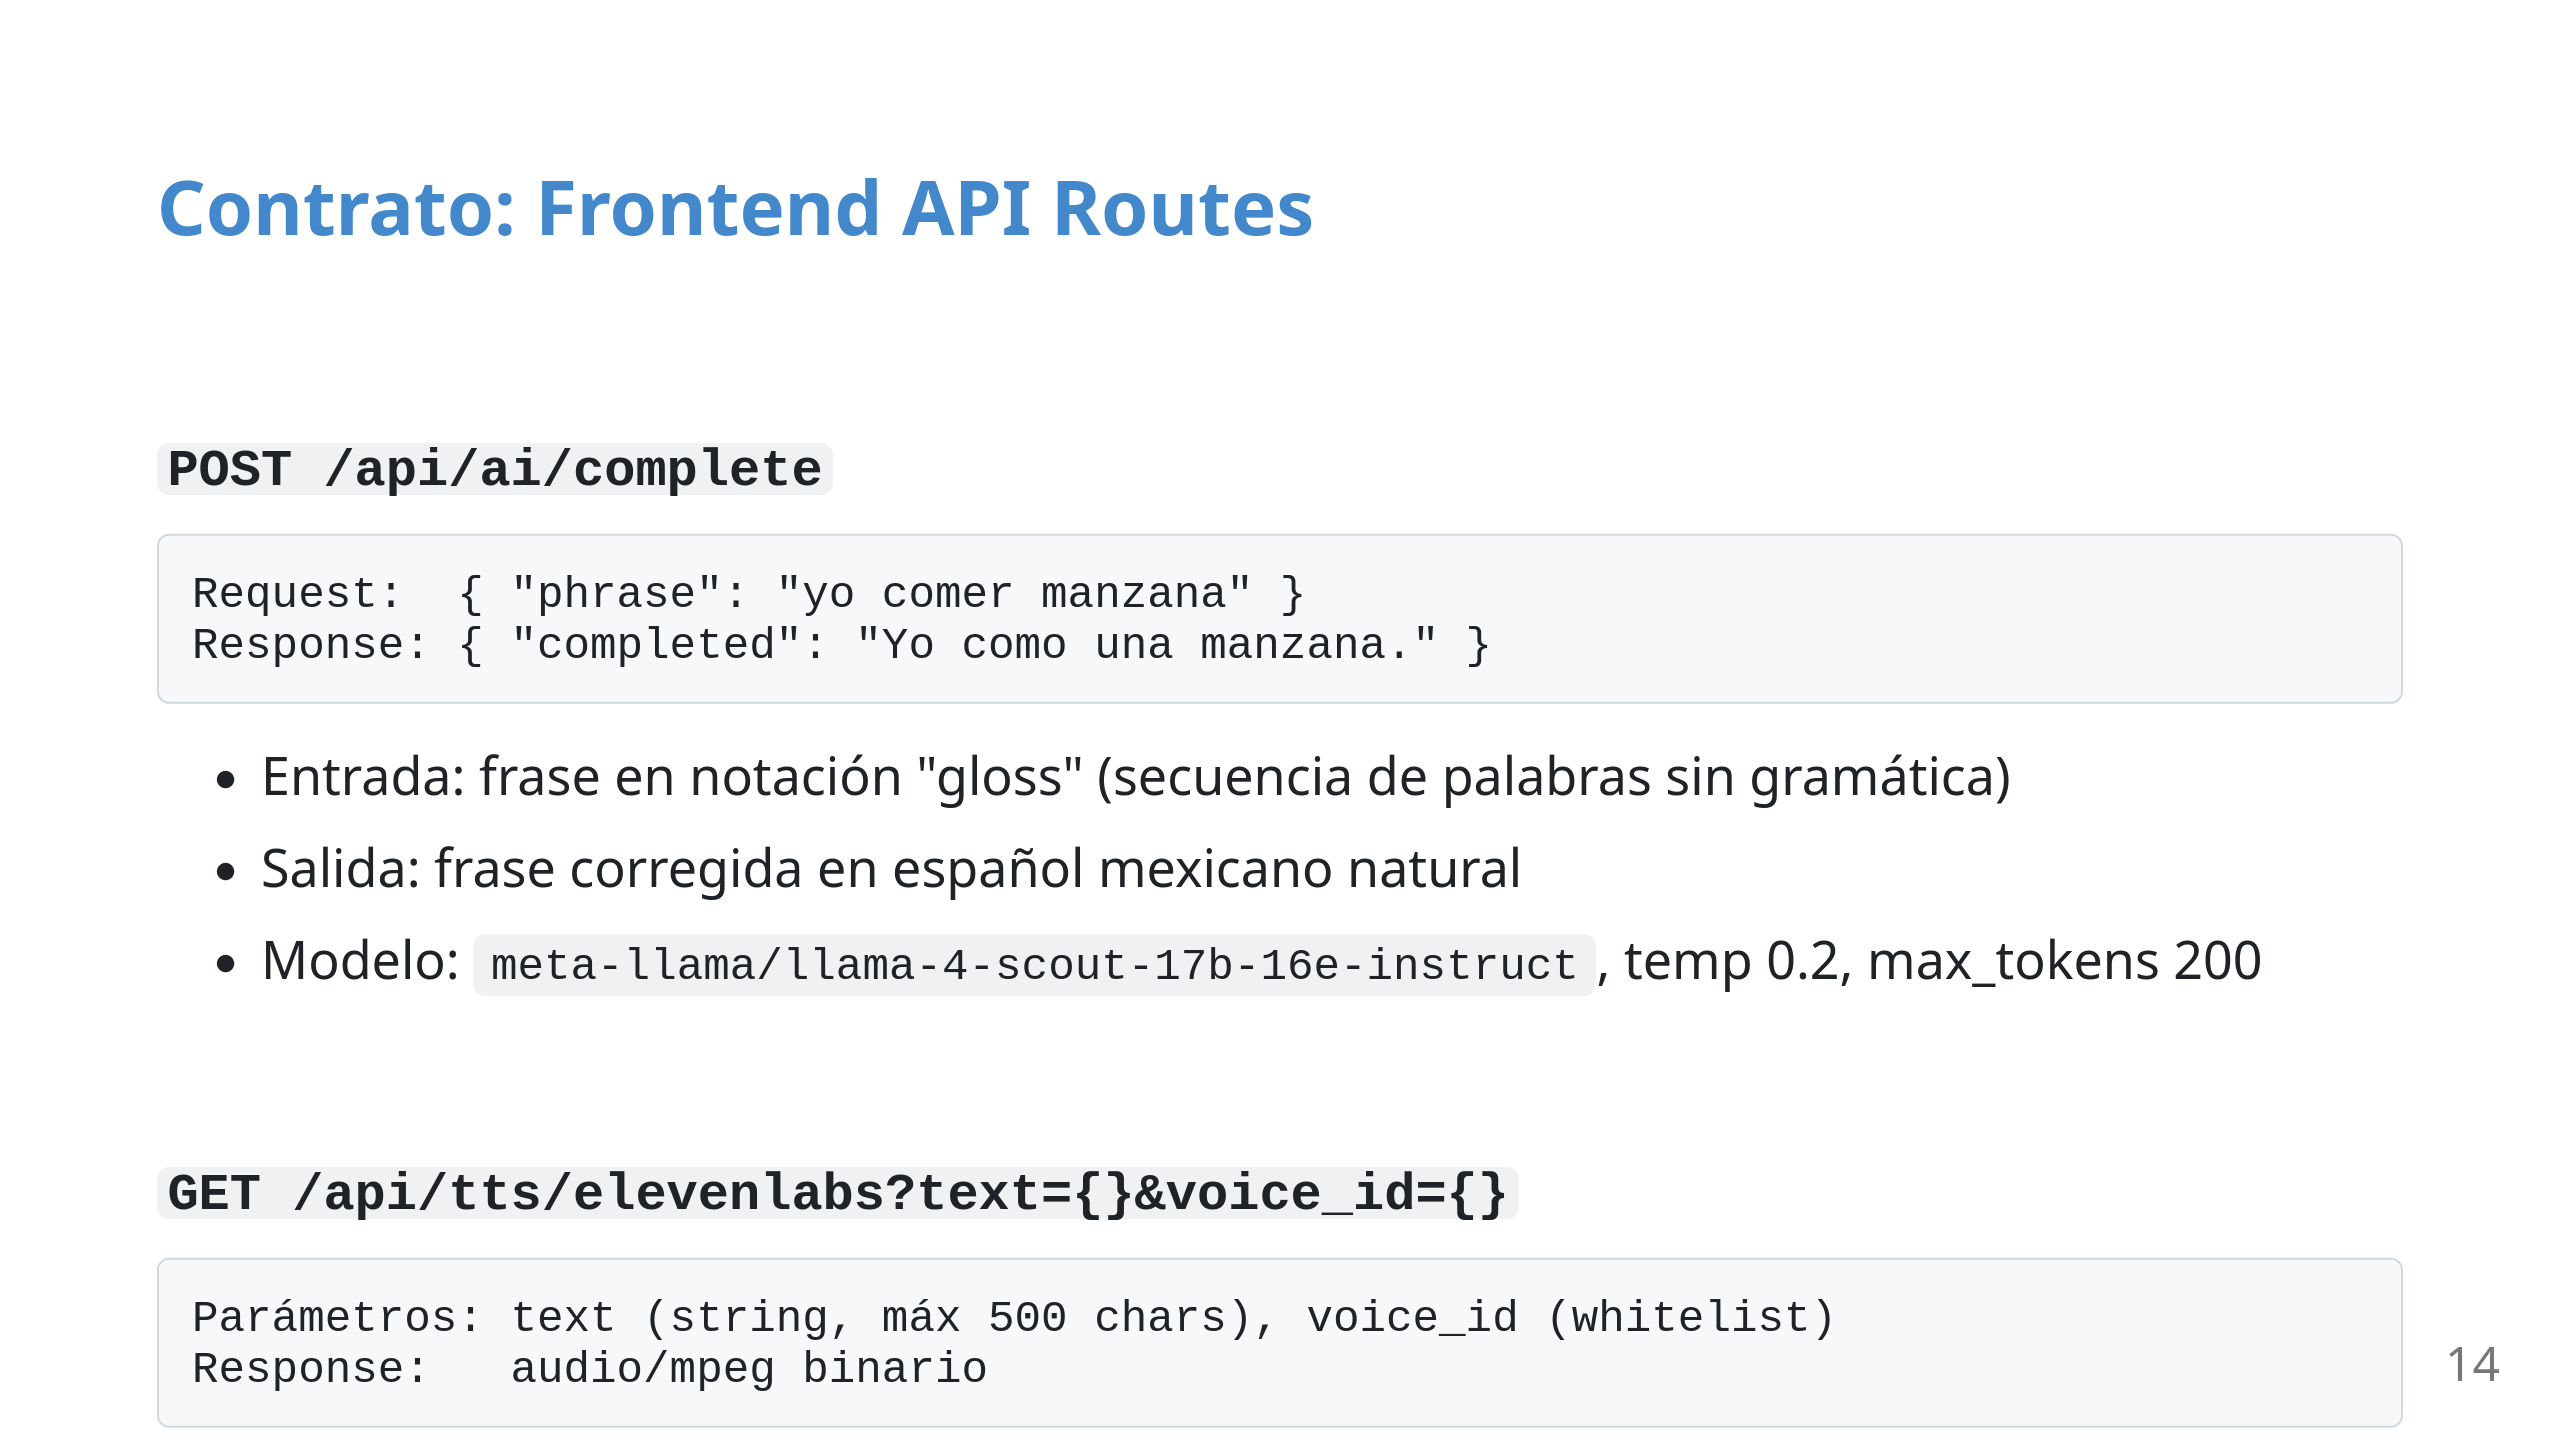 Contrato: Frontend API Routes
POST /api/ai/complete
Request:  { "phrase": "yo comer manzana" }
Response: { "completed": "Yo como una manzana." }
• Entrada: frase en notación "gloss" (secuencia de palabras sin gramática)
• Salida: frase corregida en español mexicano natural
• Modelo: meta-llama/llama-4-scout-17b-16e-instruct, temp 0.2, max_tokens 200
GET /api/tts/elevenlabs?text={}&voice_id={}
Parámetros: text (string, máx 500 chars), voice_id (whitelist)
Response:   audio/mpeg binario
14